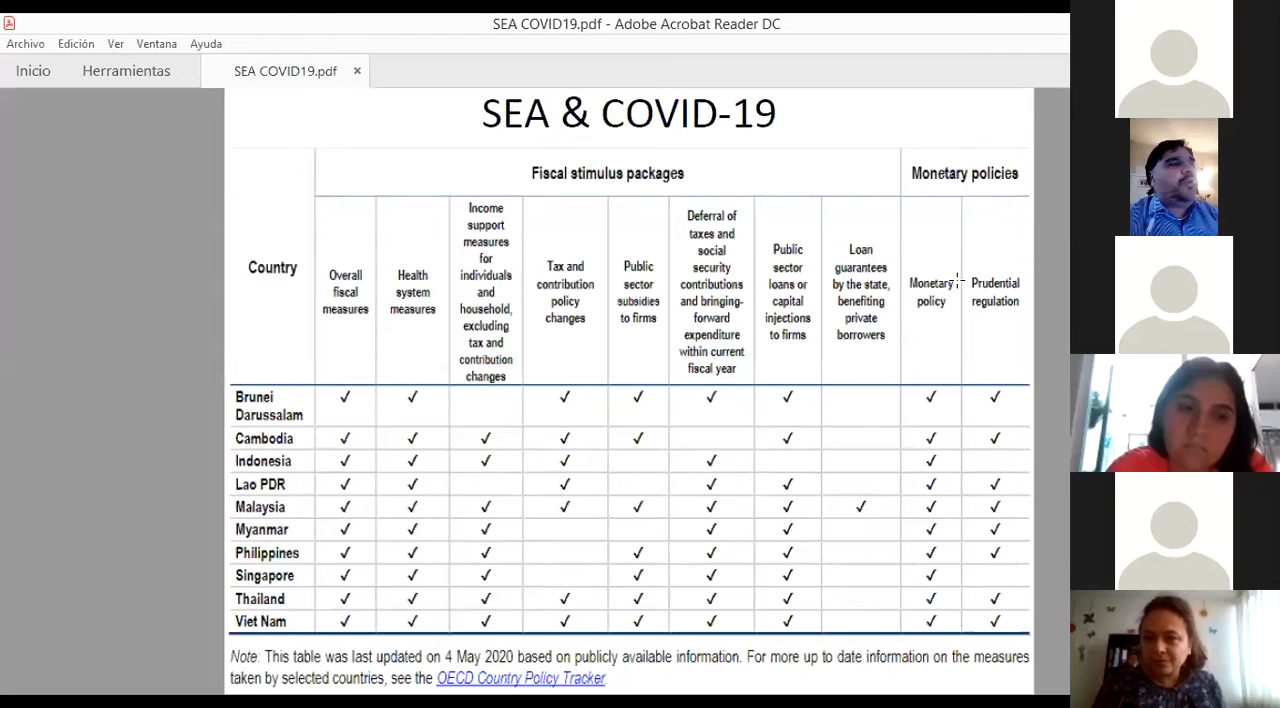 SEA COVID19.pdf - Adobe Acrobat Reader DC
Archivo Edición Ver Ventana Ayuda
Inicio Herramientas SEA COVID19.pdf ×
SEA & COVID-19
Fiscal stimulus packages Monetary policies
Country
Overall
fiscal
measures
Health
system
measures
Income
support
measures
for
individuals
and
household,
excluding
tax and
contribution
changes
Tax and
contribution
policy
changes
Public
sector
subsidies
to firms
Deferral of
taxes and
social
security
contributions
and bringing-
forward
expenditure
within current
fiscal year
Public
sector
loans or
capital
injections
to firms
Loan
guarantees
by the state,
benefiting
private
borrowers
Monetary
policy
Prudential
regulation
Brunei
Darussalam ✓ ✓ ✓ ✓ ✓ ✓ ✓ ✓
Cambodia ✓ ✓ ✓ ✓ ✓ ✓ ✓ ✓
Indonesia ✓ ✓ ✓ ✓ ✓ ✓
Lao PDR ✓ ✓ ✓ ✓ ✓ ✓ ✓
Malaysia ✓ ✓ ✓ ✓ ✓ ✓ ✓ ✓ ✓ ✓
Myanmar ✓ ✓ ✓ ✓ ✓ ✓ ✓
Philippines ✓ ✓ ✓ ✓ ✓ ✓ ✓ ✓
Singapore ✓ ✓ ✓ ✓ ✓ ✓ ✓
Thailand ✓ ✓ ✓ ✓ ✓ ✓ ✓ ✓ ✓
Viet Nam ✓ ✓ ✓ ✓ ✓ ✓ ✓ ✓ ✓
Note: This table was last updated on 4 May 2020 based on publicly available information. For more up to date information on the measures
taken by selected countries, see the OECD Country Policy Tracker.